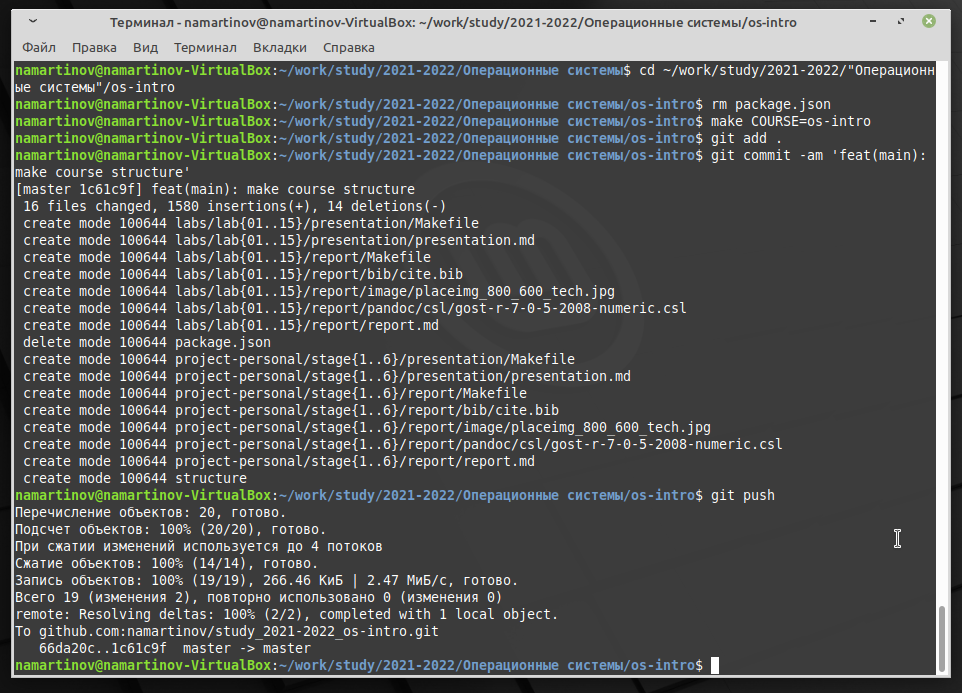 Терминал - namartinov@namartinov-VirtualBox: ~/work/study/2021-2022/Операционные системы/os-intro
Файл Правка Вид Терминал Вкладки Справка
namartinov@namartinov-VirtualBox:~/work/study/2021-2022/Операционные системы$ cd ~/work/study/2021-2022/"Операционн
ые системы"/os-intro
namartinov@namartinov-VirtualBox:~/work/study/2021-2022/Операционные системы/os-intro$ rm package.json
namartinov@namartinov-VirtualBox:~/work/study/2021-2022/Операционные системы/os-intro$ make COURSE=os-intro
namartinov@namartinov-VirtualBox:~/work/study/2021-2022/Операционные системы/os-intro$ git add .
namartinov@namartinov-VirtualBox:~/work/study/2021-2022/Операционные системы/os-intro$ git commit -am 'feat(main):
make course structure'
[master 1c61c9f] feat(main): make course structure
 16 files changed, 1580 insertions(+), 14 deletions(-)
 create mode 100644 labs/lab{01..15}/presentation/Makefile
 create mode 100644 labs/lab{01..15}/presentation/presentation.md
 create mode 100644 labs/lab{01..15}/report/Makefile
 create mode 100644 labs/lab{01..15}/report/bib/cite.bib
 create mode 100644 labs/lab{01..15}/report/image/placeimg_800_600_tech.jpg
 create mode 100644 labs/lab{01..15}/report/pandoc/csl/gost-r-7-0-5-2008-numeric.csl
 create mode 100644 labs/lab{01..15}/report/report.md
 delete mode 100644 package.json
 create mode 100644 project-personal/stage{1..6}/presentation/Makefile
 create mode 100644 project-personal/stage{1..6}/presentation/presentation.md
 create mode 100644 project-personal/stage{1..6}/report/Makefile
 create mode 100644 project-personal/stage{1..6}/report/bib/cite.bib
 create mode 100644 project-personal/stage{1..6}/report/image/placeimg_800_600_tech.jpg
 create mode 100644 project-personal/stage{1..6}/report/pandoc/csl/gost-r-7-0-5-2008-numeric.csl
 create mode 100644 project-personal/stage{1..6}/report/report.md
 create mode 100644 structure
namartinov@namartinov-VirtualBox:~/work/study/2021-2022/Операционные системы/os-intro$ git push
Перечисление объектов: 20, готово.
Подсчет объектов: 100% (20/20), готово.
При сжатии изменений используется до 4 потоков
Сжатие объектов: 100% (14/14), готово.
Запись объектов: 100% (19/19), 266.46 КиБ | 2.47 МиБ/с, готово.
Всего 19 (изменения 2), повторно использовано 0 (изменения 0)
remote: Resolving deltas: 100% (2/2), completed with 1 local object.
To github.com:namartinov/study_2021-2022_os-intro.git
   66da20c..1c61c9f  master -> master
namartinov@namartinov-VirtualBox:~/work/study/2021-2022/Операционные системы/os-intro$